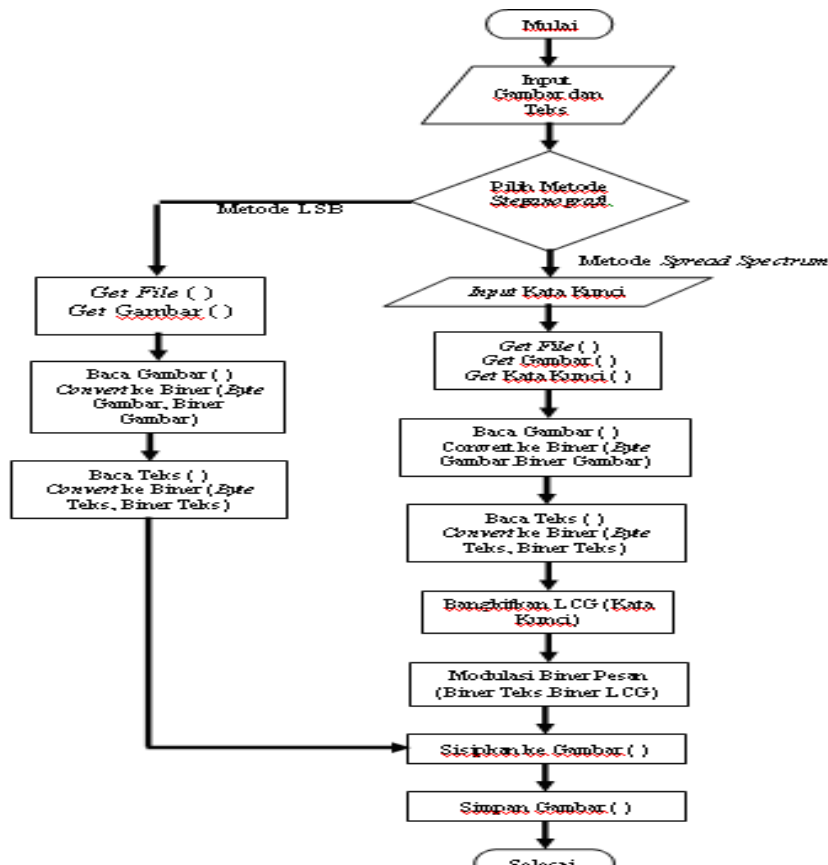 Mulai
Input
Gambar dan
Teks
Pilih Metode
Steganografi
Metode LSB
Metode Spread Spectrum
Get File ( )
Get Gambar ( )
Baca Gambar ( )
Convert ke Biner (Byte
Gambar, Biner
Gambar)
Baca Teks ( )
Convert ke Biner (Byte
Teks, Biner Teks)
Input Kata Kunci
Get File ( )
Get Gambar ( )
Get Kata Kunci ( )
Baca Gambar ( )
Convert ke Biner (Byte
Gambar.Biner Gambar)
Baca Teks ( )
Convert ke Biner (Byte
Teks, Biner Teks)
Bangkitkan LCG (Kata
Kunci)
Modulasi Biner Pesan
(Biner Teks.Biner LCG)
Sisipkan ke Gambar ( )
Simpan Gambar ( )
Selesai